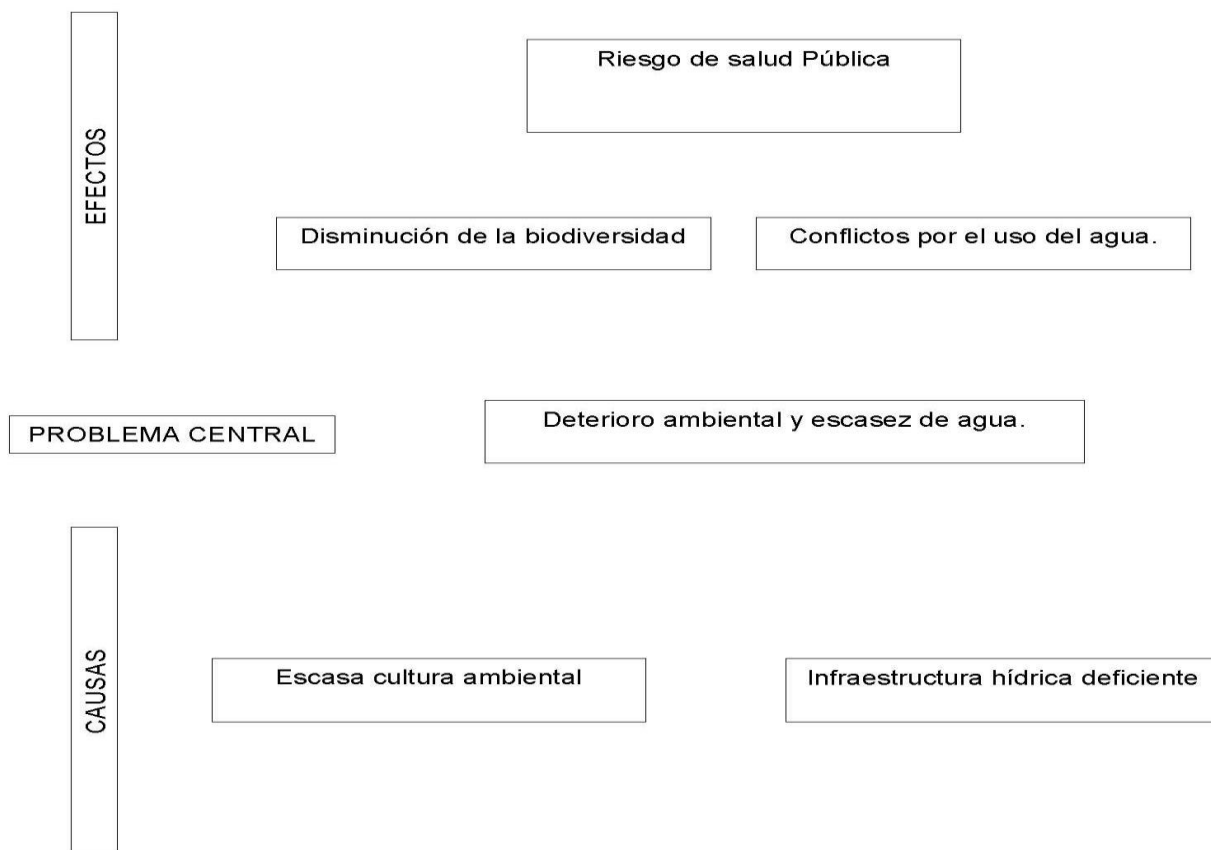 EFECTOS
Riesgo de salud Pública
Disminución de la biodiversidad
Conflictos por el uso del agua.
PROBLEMA CENTRAL
Deterioro ambiental y escasez de agua.
CAUSAS
Escasa cultura ambiental
Infraestructura hídrica deficiente